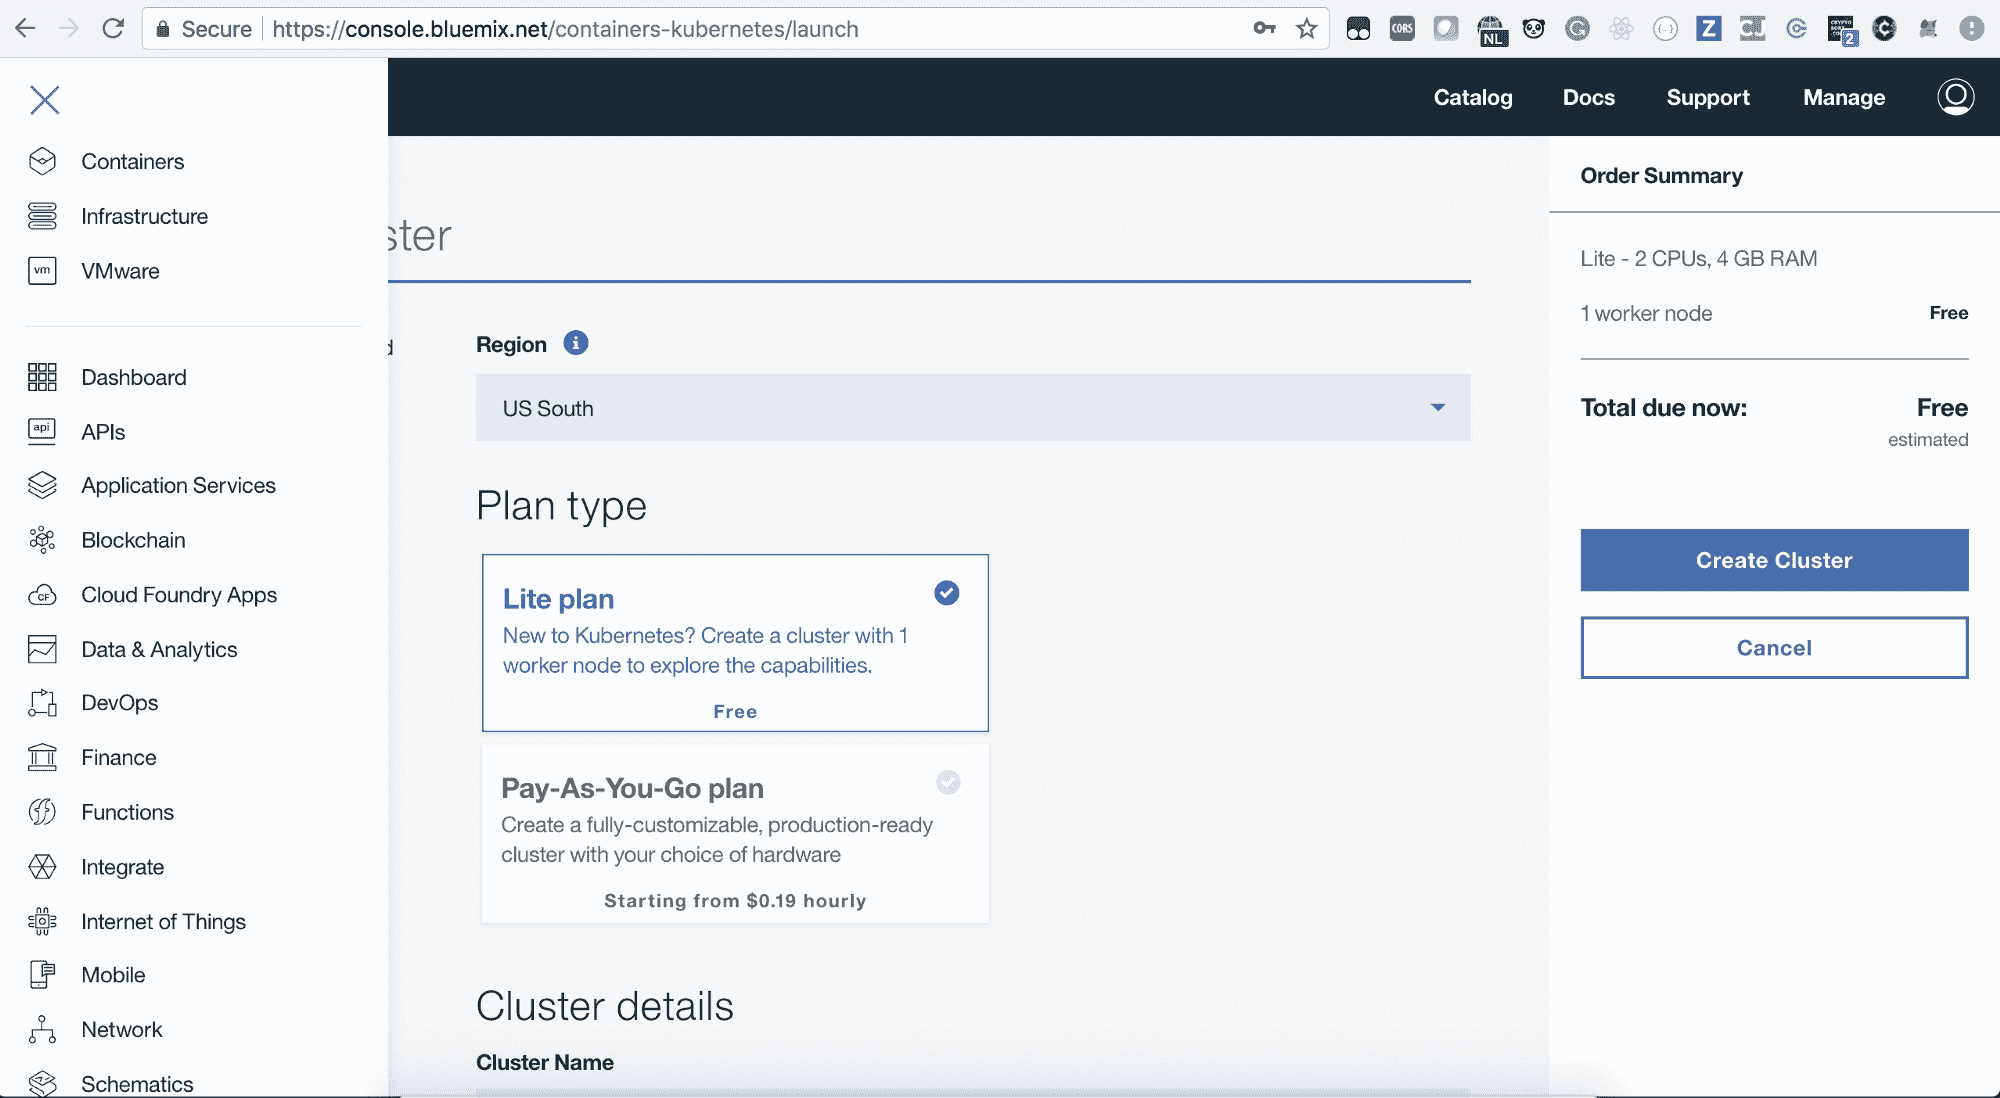 Secure https://console.bluemix.net/containers-kubernetes/launch
CORS
NL
Z
2
Catalog Docs Support Manage
Containers
Infrastructure
vm VMware
Dashboard
api APIs
Application Services
Blockchain
CF Cloud Foundry Apps
Data & Analytics
DevOps
Finance
Functions
Integrate
Internet of Things
Mobile
Network
Schematics
ster
d
Region
US South
Plan type
Lite plan
New to Kubernetes? Create a cluster with 1
worker node to explore the capabilities.
Free
Pay-As-You-Go plan
Create a fully-customizable, production-ready
cluster with your choice of hardware
Starting from $0.19 hourly
Cluster details
Cluster Name
Order Summary
Lite - 2 CPUs, 4 GB RAM
1 worker node Free
Total due now: Free
estimated
Create Cluster
Cancel